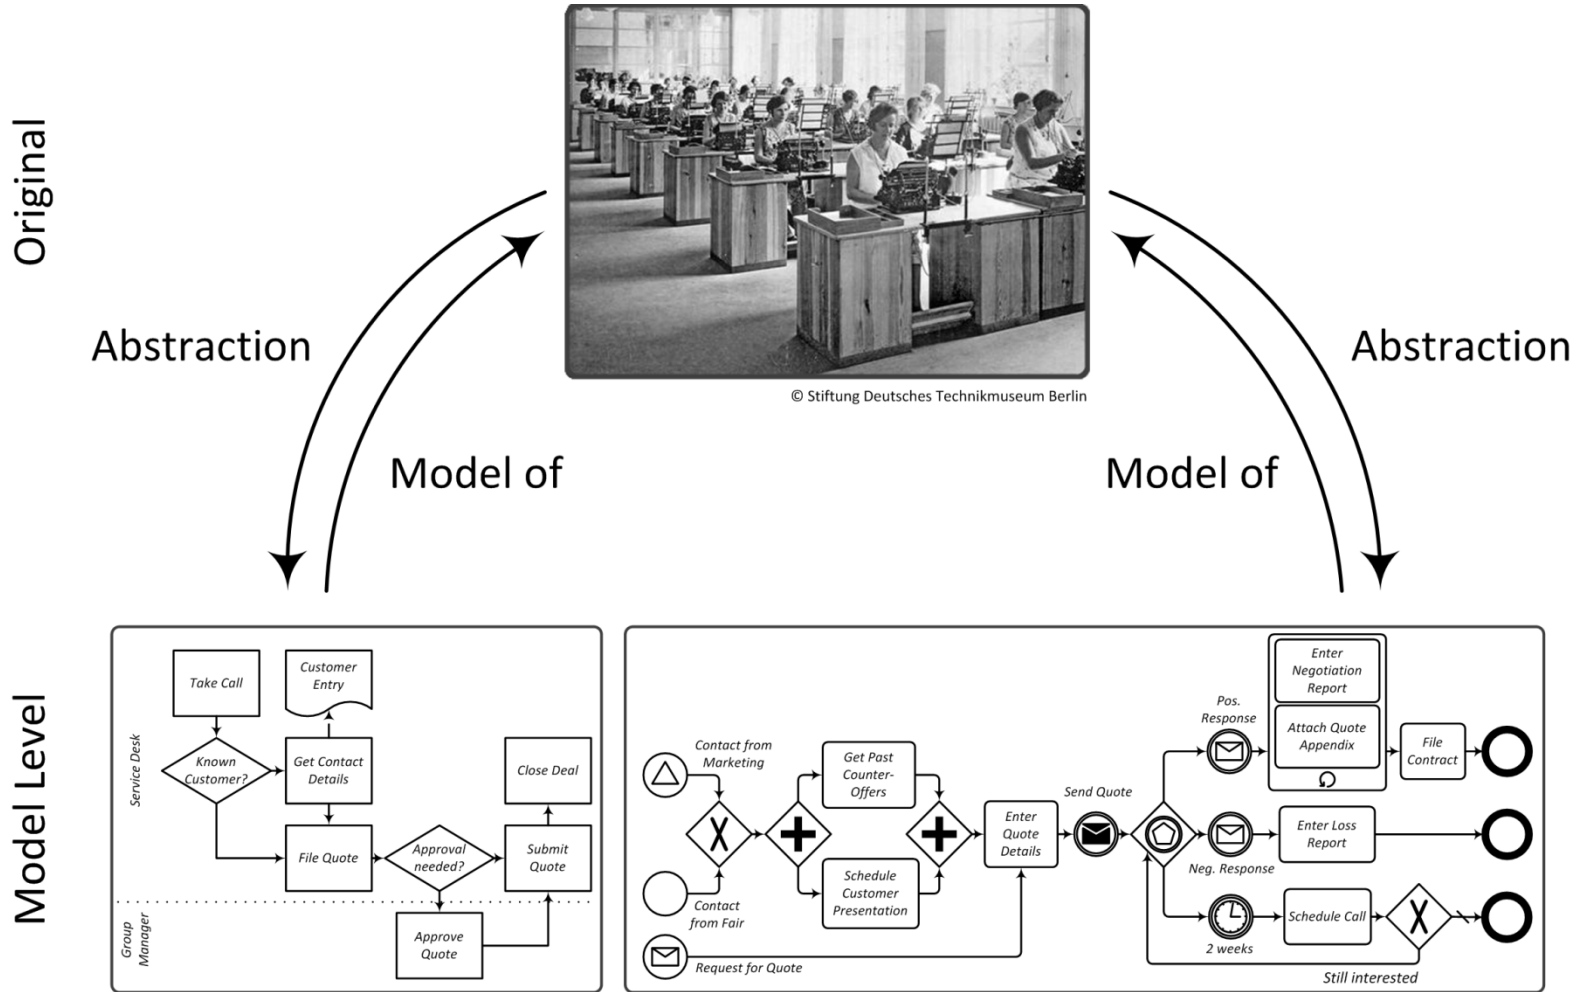 Original
© Stiftung Deutsches Technikmuseum Berlin
Abstraction
Abstraction
Model of
Model of
Model Level
Service Desk
Group
Manager
Take Call
Customer
Entry
Known
Customer?
Get Contact
Details
Close Deal
File Quote
Approval
needed?
Submit
Quote
Approve
Quote
Contact from
Marketing
Contact
from Fair
Request for Quote
Get Past
Counter-
Offers
Schedule
Customer
Presentation
Enter
Quote
Details
Send Quote
Pos.
Response
Enter
Negotiation
Report
Attach Quote
Appendix
File
Contract
Neg. Response
Enter Loss
Report
2 weeks
Schedule Call
Still interested